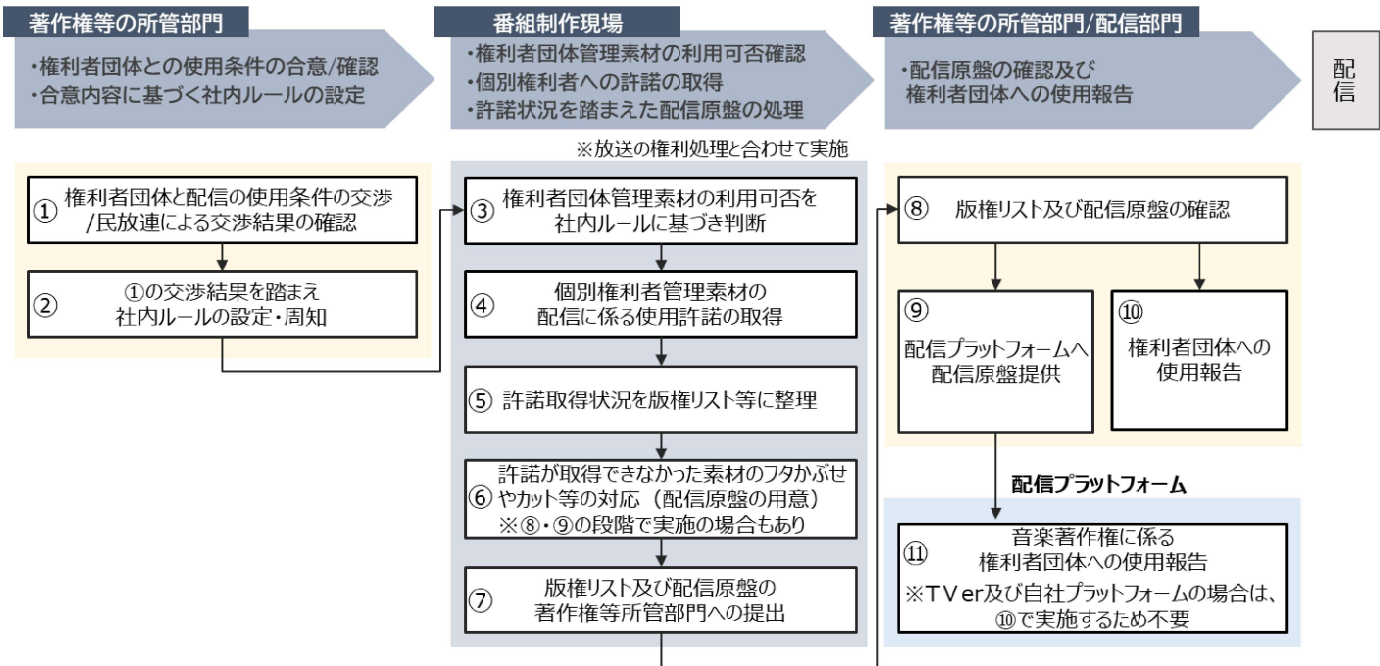 著作権等の所管部門
・権利者団体との使用条件の合意/確認
・合意内容に基づく社内ルールの設定
番組制作現場
・権利者団体管理素材の利用可否確認
・個別権利者への許諾の取得
・許諾状況を踏まえた配信原盤の処理
著作権等の所管部門/配信部門
・配信原盤の確認及び
権利者団体への使用報告
配信
※放送の権利処理と合わせて実施
① 権利者団体と配信の使用条件の交渉
/民放連による交渉結果の確認
② ①の交渉結果を踏まえ
社内ルールの設定・周知
③ 権利者団体管理素材の利用可否を
社内ルールに基づき判断
④ 個別権利者管理素材の
配信に係る使用許諾の取得
⑤ 許諾取得状況を版権リスト等に整理
⑥ 許諾が取得できなかった素材のフタかぶせ
やカット等の対応（配信原盤の用意）
※⑧・⑨の段階で実施の場合もあり
⑦ 版権リスト及び配信原盤の
著作権等所管部門への提出
⑧ 版権リスト及び配信原盤の確認
⑨
配信プラットフォームへ
配信原盤提供
⑩
権利者団体への
使用報告
配信プラットフォーム
⑪ 音楽著作権に係る
権利者団体への使用報告
※TVer及び自社プラットフォームの場合は、
⑩で実施するため不要